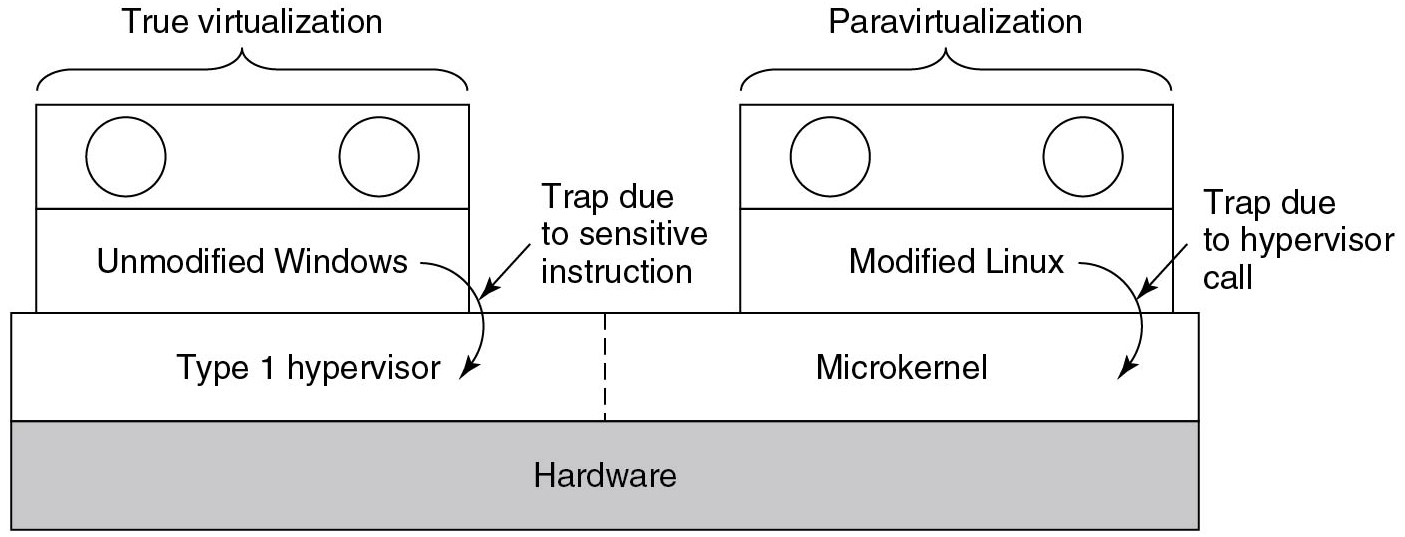 True virtualization
Paravirtualization
Trap due
to sensitive
instruction
Trap due
to hypervisor
call
Unmodified Windows
Modified Linux
Type 1 hypervisor
Microkernel
Hardware